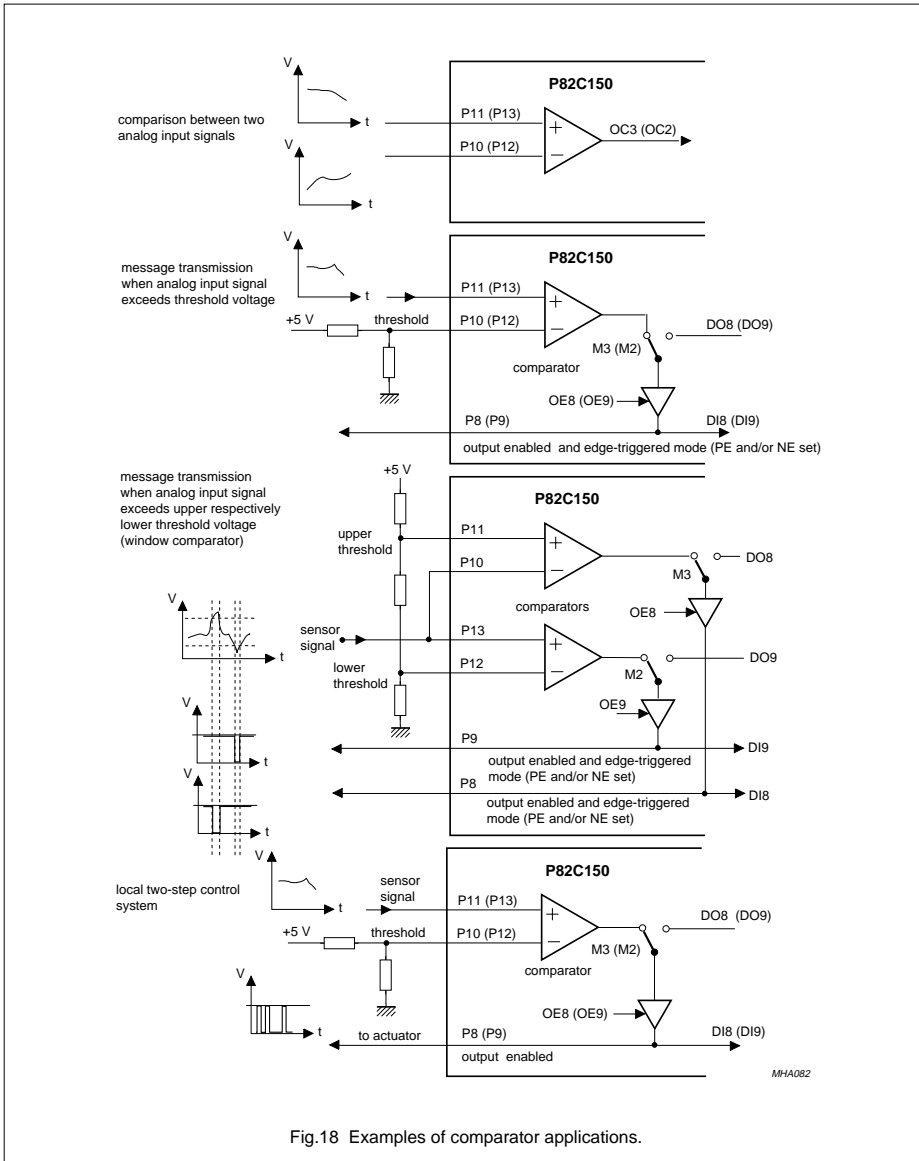 P82C150
V
t
comparison between two
analog input signals
P11 (P13)
P10 (P12)
+
−
OC3 (OC2)
V
t
P82C150
V
t
message transmission
when analog input signal
exceeds threshold voltage
P11 (P13)
+5 V
threshold
P10 (P12)
+
−
comparator
M3 (M2)
DO8 (DO9)
OE8 (OE9)
P8 (P9)
DI8 (DI9)
output enabled and edge-triggered mode (PE and/or NE set)
message transmission
when analog input signal
exceeds upper respectively
lower threshold voltage
(window comparator)
+5 V
P82C150
upper
threshold
P11
P10
+
−
comparators
M3
DO8
OE8
V
t
sensor
signal
P13
lower
threshold
P12
+
−
M2
DO9
OE9
V
t
P9
DI9
output enabled and edge-triggered
mode (PE and/or NE set)
V
t
P8
DI8
output enabled and edge-triggered
mode (PE and/or NE set)
P82C150
local two-step control
system
V
t
sensor
signal
P11 (P13)
+5 V
threshold
P10 (P12)
+
−
comparator
M3 (M2)
DO8 (DO9)
OE8 (OE9)
V
t
to actuator
P8 (P9)
DI8 (DI9)
output enabled
MHA082
Fig.18 Examples of comparator applications.